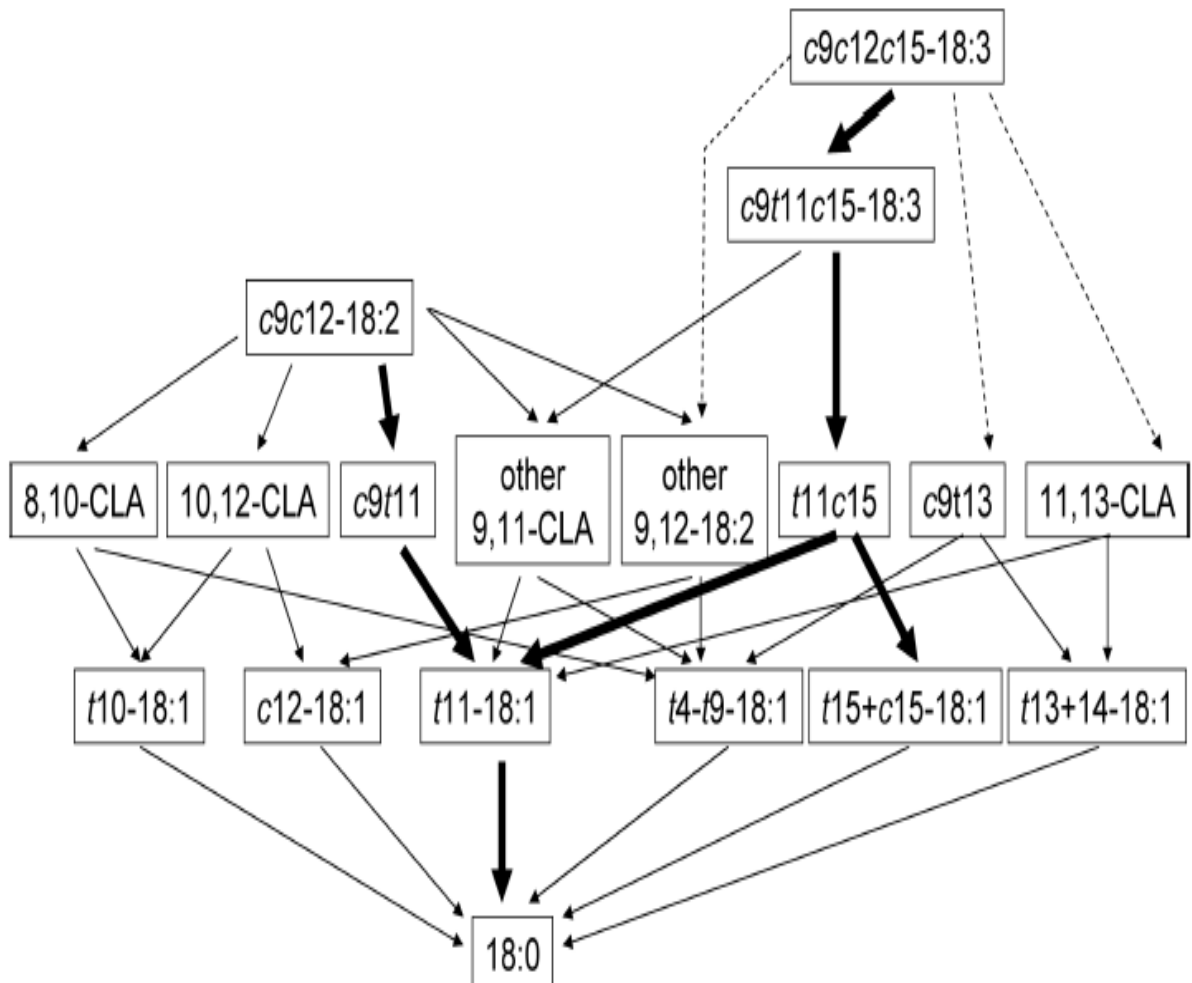 c9c12c15-18:3
c9t11c15-18:3
c9c12-18:2
8,10-CLA
10,12-CLA
c9t11
other
9,11-CLA
other
9,12-18:2
t11c15
c9t13
11,13-CLA
t10-18:1
c12-18:1
t11-18:1
t4-t9-18:1
t15+c15-18:1
t13+14-18:1
18:0